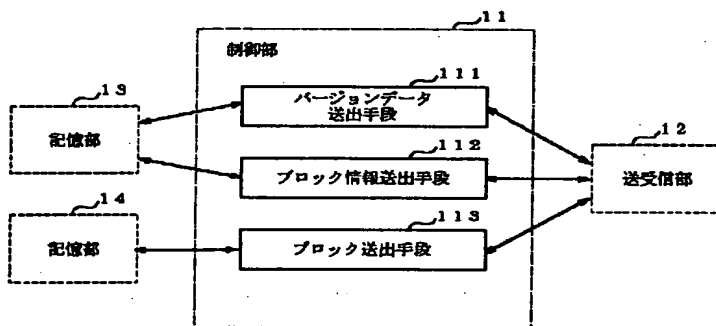 11
制御部
13
記憶部
111
バージョンデータ
送出手段
112
ブロック情報送出手段
12
送受信部
14
記憶部
113
ブロック送出手段